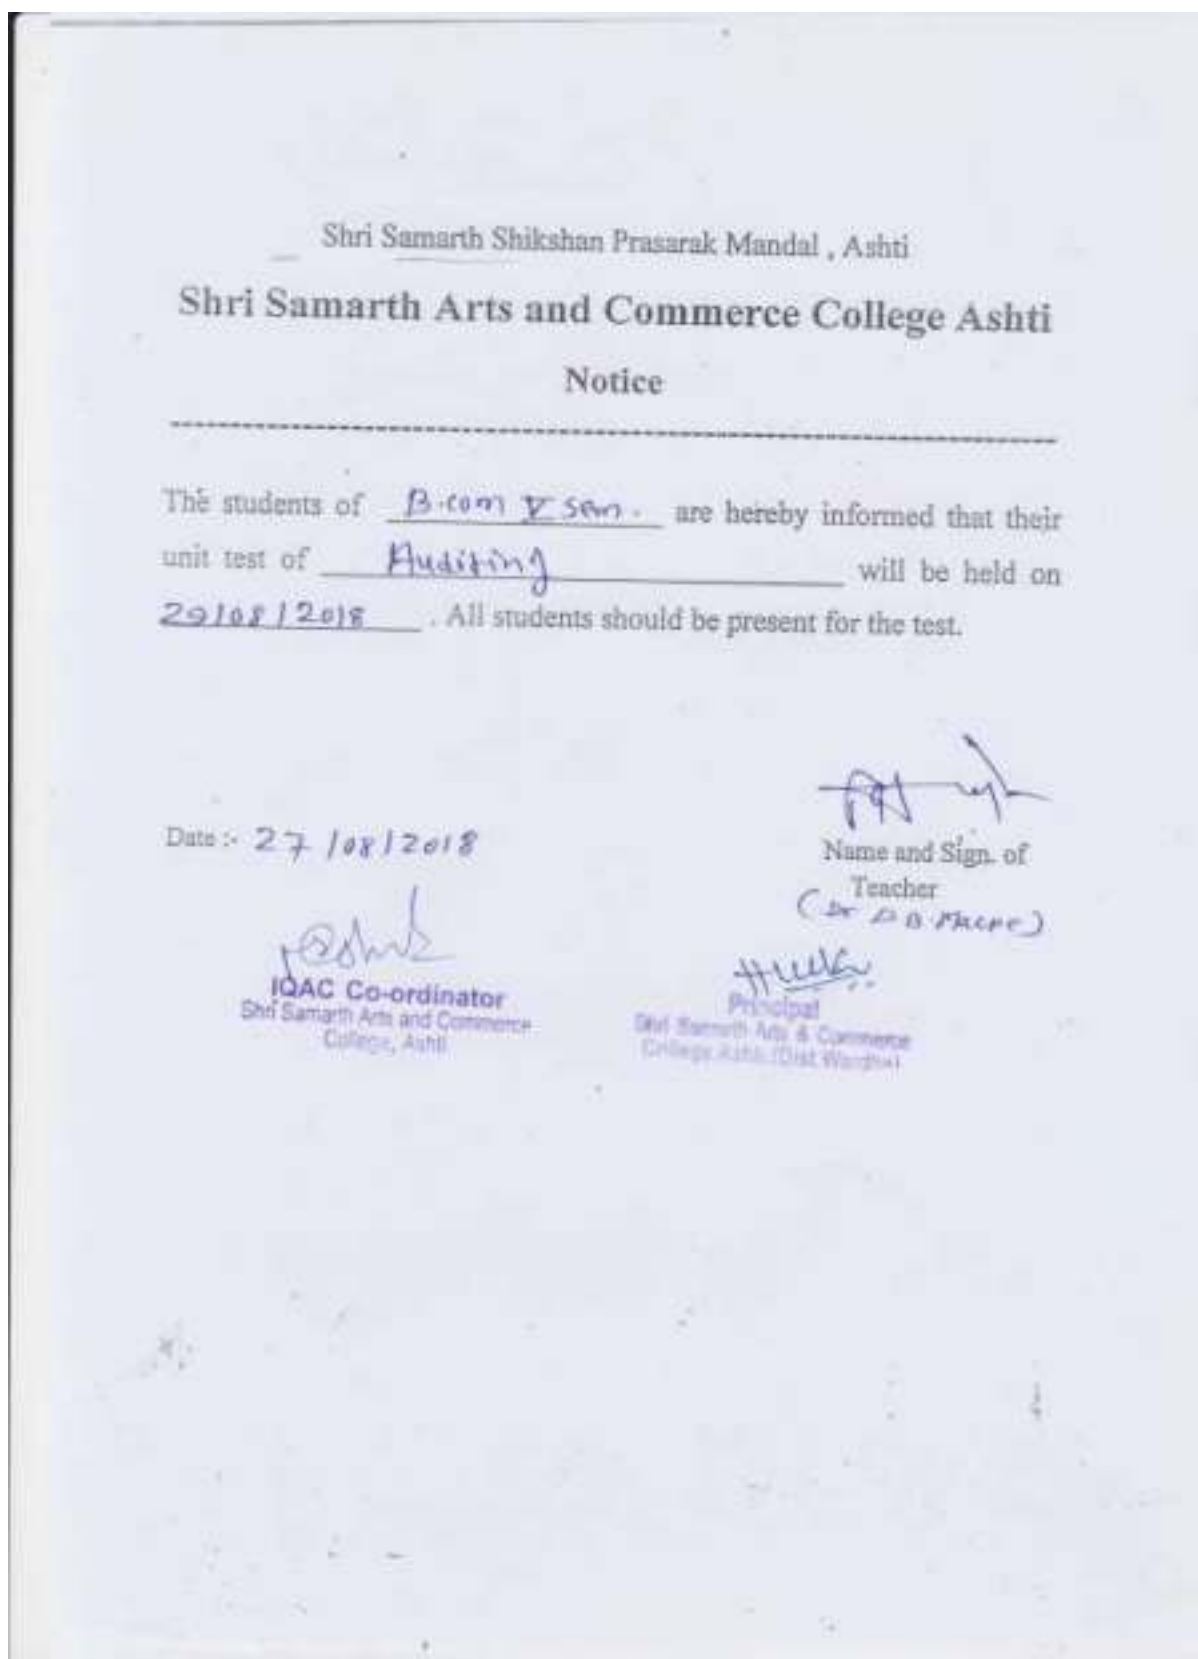 Shri Samarth Shikshan Prasarak Mandal , Ashti
Shri Samarth Arts and Commerce College Ashti
Notice
The students of B.com V sem. are hereby informed that their
unit test of Auditing will be held on
29/08/2018 . All students should be present for the test.
Date :- 27/08/2018
Name and Sign. of
Teacher
(Dr D B
IQAC Co-ordinator
Shri Samarth Arts and Commerce
College, Ashti
Principal
Shri Samarth Arts & Commerce
College Ashti (Dist. Wardha)